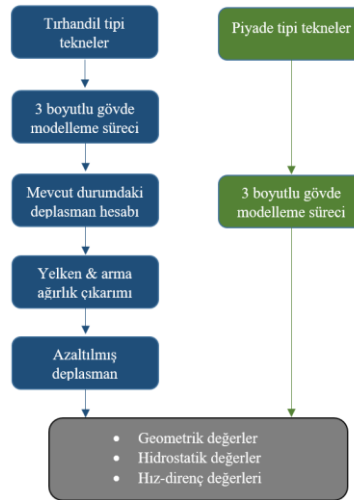 Tırhandil tipi
tekneler
3 boyutlu gövde
modelleme süreci
Mevcut durumdaki
deplasman hesabı
Yelken & arma
ağırlık çıkarımı
Azaltılmış
deplasman
Piyade tipi tekneler
3 boyutlu gövde
modelleme süreci
• Geometrik değerler
• Hidrostatik değerler
• Hız-direnç değerleri